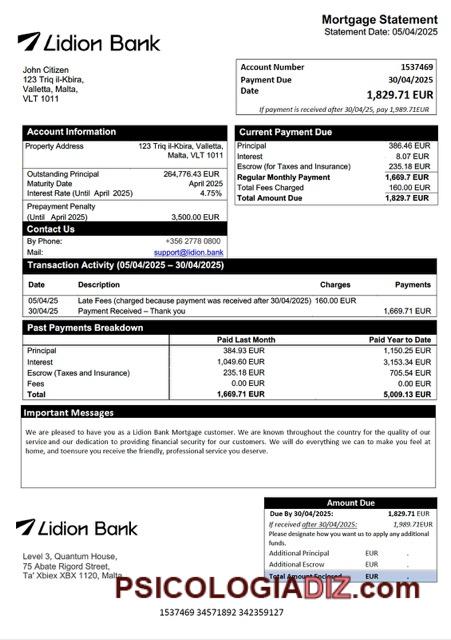 Mortgage Statement
Statement Date: 05/04/2025
Lidion Bank
John Citizen
123 Triq il-Kbira,
Valletta, Malta,
VLT 1011
Account Number 1537469
Payment Due Date 30/04/2025
1,829.71 EUR
If payment is received after 30/04/25, pay 1,989.71EUR
Account Information
Property Address 123 Triq il-Kbira, Valletta,
Malta, VLT 1011
Outstanding Principal 264,776.43 EUR
Maturity Date April 2025
Interest Rate (Until April 2025) 4.75%
Prepayment Penalty
(Until April 2025) 3,500.00 EUR
Contact Us
By Phone: +356 2778 0800
Mail: support@lidion.bank
Current Payment Due
Principal 386.46 EUR
Interest 8.07 EUR
Escrow (for Taxes and Insurance) 235.18 EUR
Regular Monthly Payment 1,669.7 EUR
Total Fees Charged 160.00 EUR
Total Amount Due 1,829.7 EUR
Transaction Activity (05/04/2025 – 30/04/2025)
Date Description Charges Payments
05/04/25 Late Fees (charged because payment was received after 30/04/2025) 160.00 EUR
30/04/25 Payment Received – Thank you 1,669.71 EUR
Past Payments Breakdown
Paid Last Month Paid Year to Date
Principal 384.93 EUR 1,150.25 EUR
Interest 1,049.60 EUR 3,153.34 EUR
Escrow (Taxes and Insurance) 235.18 EUR 705.54 EUR
Fees 0.00 EUR 0.00 EUR
Total 1,669.71 EUR 5,009.13 EUR
Important Messages
We are pleased to have you as a Lidion Bank Mortgage customer. We are known throughout the country for the quality of our
service and our dedication to providing financial security for our customers. We will do everything we can to make you feel at
home, and toensure you receive the friendly, professional service you deserve.
Lidion Bank
Level 3, Quantum House,
75 Abate Rigord Street,
Ta' Xbiex XBX 1120, Malta
Amount Due
Due By 30/04/2025: 1,829.71 EUR
If received after 30/04/2025: 1,989.71EUR
Please designate how you want us to apply any additional
funds.
Additional Principal EUR .
Additional Escrow EUR .
Total Amount Enclosed EUR .
PSICOLOGIADIZ.com
1537469 34571892 342359127